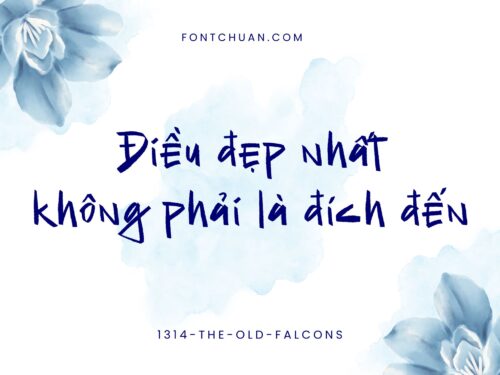 FONTCHUAN.COM
Điều đẹp nhất
không phải là đích đến
1314-THE-OLD-FALCONS